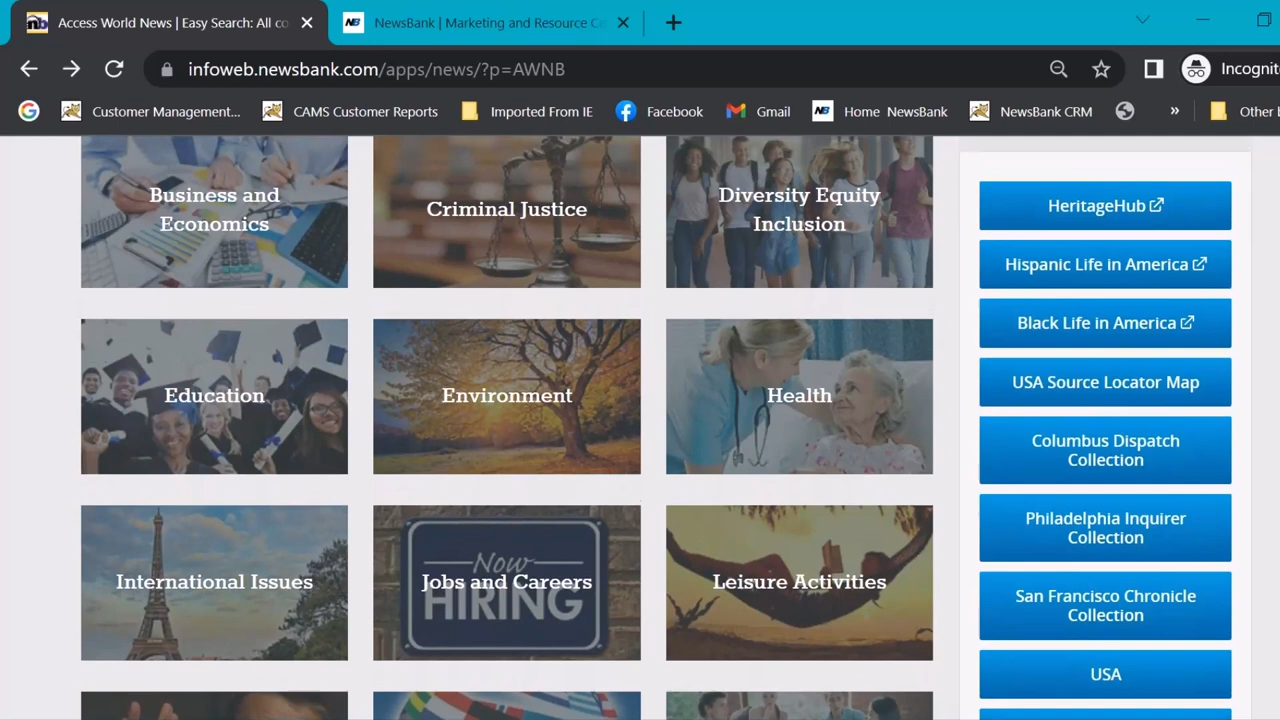 Access World News | Easy Search: All co
NewsBank | Marketing and Resource Ce
infoweb.newsbank.com/apps/news/?p=AWNB
Incognit
Customer Management...
CAMS Customer Reports
Imported From IE
Facebook
Gmail
Home NewsBank
NewsBank CRM
»
Other b
Business and
Economics
Criminal Justice
Diversity Equity
Inclusion
Education
Environment
Health
International Issues
Now
HIRING
Jobs and Careers
Leisure Activities
HeritageHub
Hispanic Life in America
Black Life in America
USA Source Locator Map
Columbus Dispatch
Collection
Philadelphia Inquirer
Collection
San Francisco Chronicle
Collection
USA